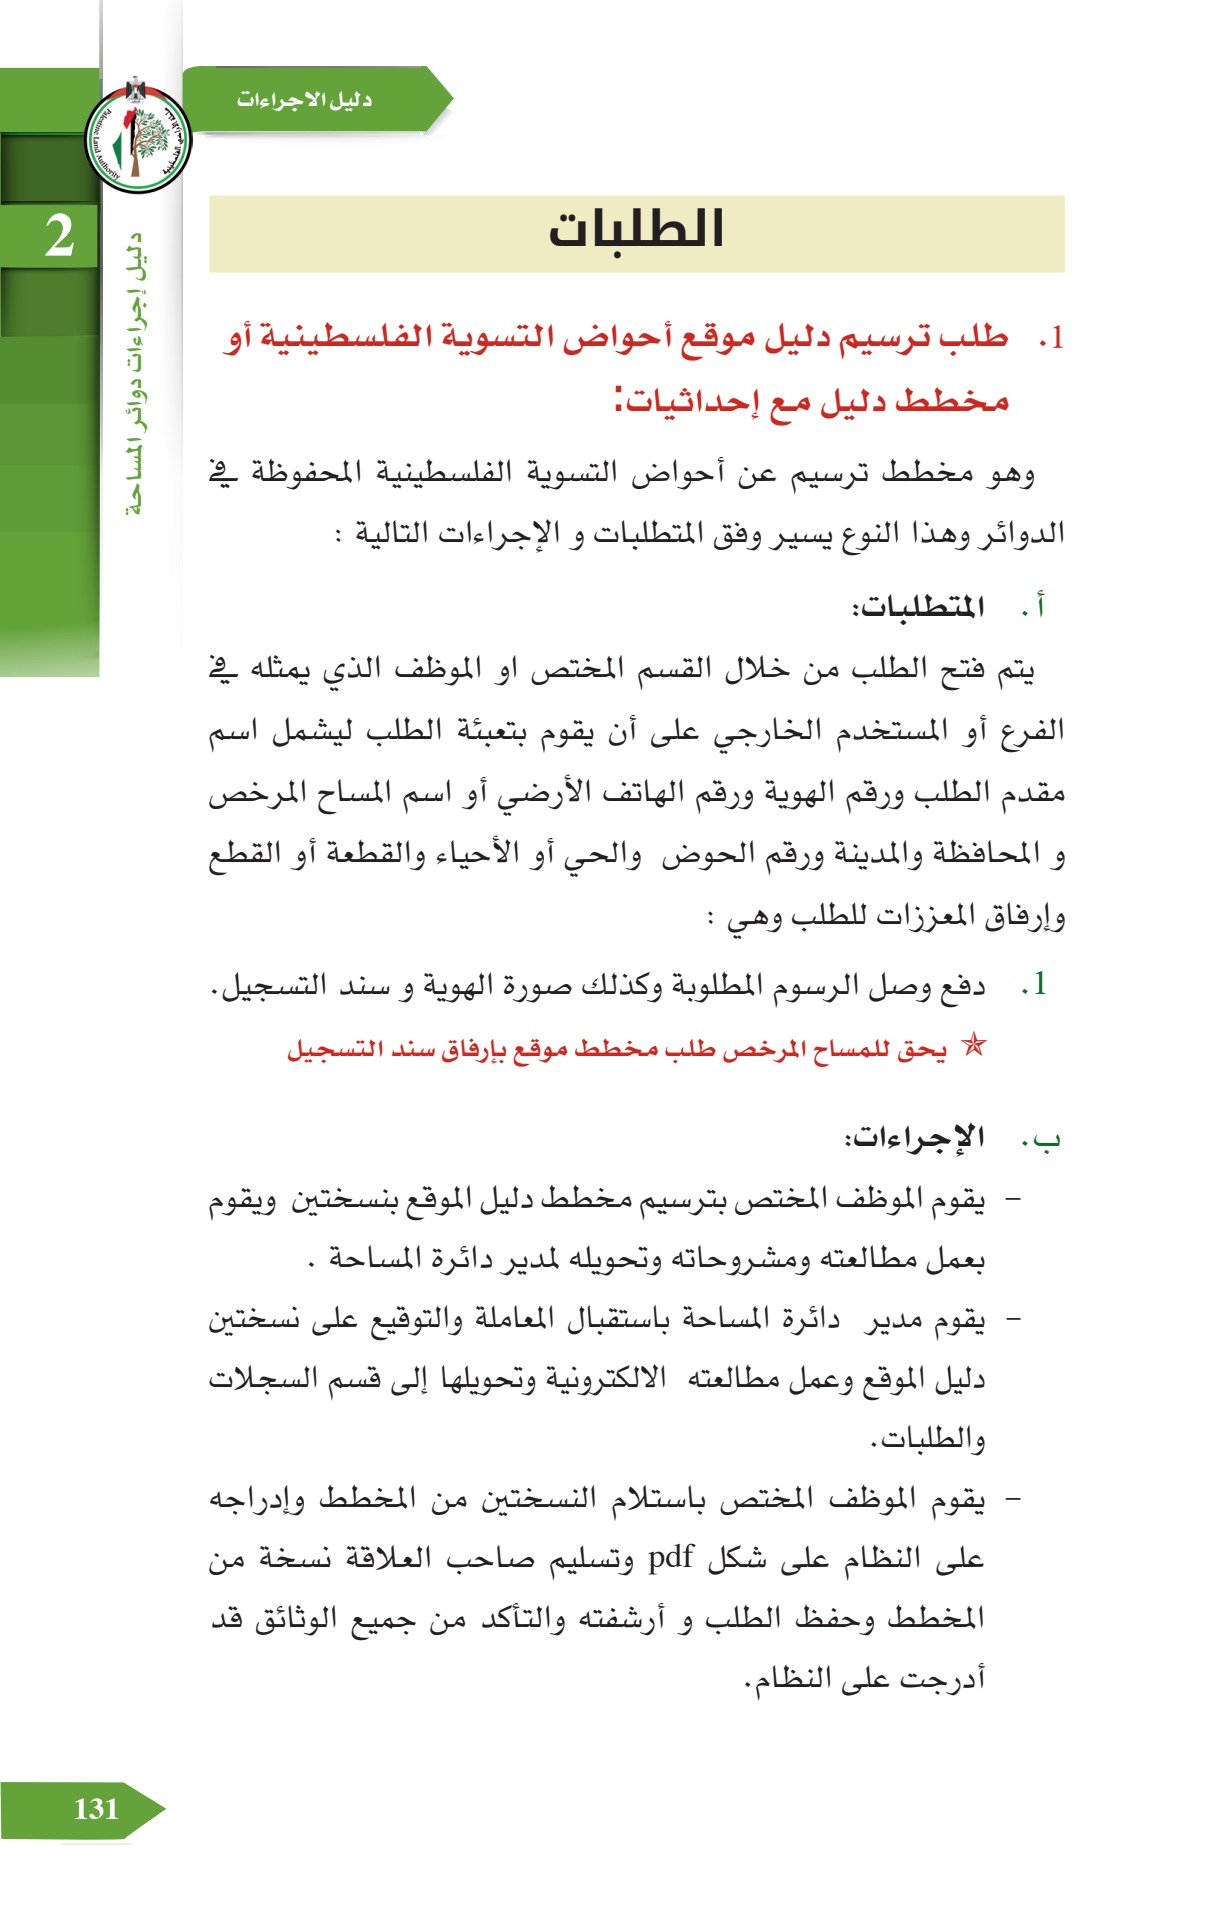 دليل الاجراءات
Palestine Land Authority
2
دليل إجراءات دوائر المساحة
الطلبات
1. طلب ترسيم دليل موقع أحواض التسوية الفلسطينية أو
مخطط دليل مع إحداثيات:
وهو مخطط ترسيم عن أحواض التسوية الفلسطينية المحفوظة في
الدوائر وهذا النوع يسير وفق المتطلبات و الإجراءات التالية :
أ. المتطلبات:
يتم فتح الطلب من خلال القسم المختص او الموظف الذي يمثله في
الفرع أو المستخدم الخارجي على أن يقوم بتعبئة الطلب ليشمل اسم
مقدم الطلب ورقم الهوية ورقم الهاتف الأرضي أو اسم المساح المرخص
و المحافظة والمدينة ورقم الحوض والحي أو الأحياء والقطعة أو القطع
وإرفاق المعززات للطلب وهي :
1. دفع وصل الرسوم المطلوبة وكذلك صورة الهوية و سند التسجيل.
✯ يحق للمساح المرخص طلب مخطط موقع بإرفاق سند التسجيل
ب. الإجراءات:
- يقوم الموظف المختص بترسيم مخطط دليل الموقع بنسختين ويقوم
بعمل مطالعته ومشروحاته وتحويله لمدير دائرة المساحة .
- يقوم مدير دائرة المساحة باستقبال المعاملة والتوقيع على نسختين
دليل الموقع وعمل مطالعته الالكترونية وتحويلها إلى قسم السجلات
والطلبات.
- يقوم الموظف المختص باستلام النسختين من المخطط وإدراجه
على النظام على شكل pdf وتسليم صاحب العلاقة نسخة من
المخطط وحفظ الطلب و أرشفته والتأكد من جميع الوثائق قد
أدرجت على النظام.
131